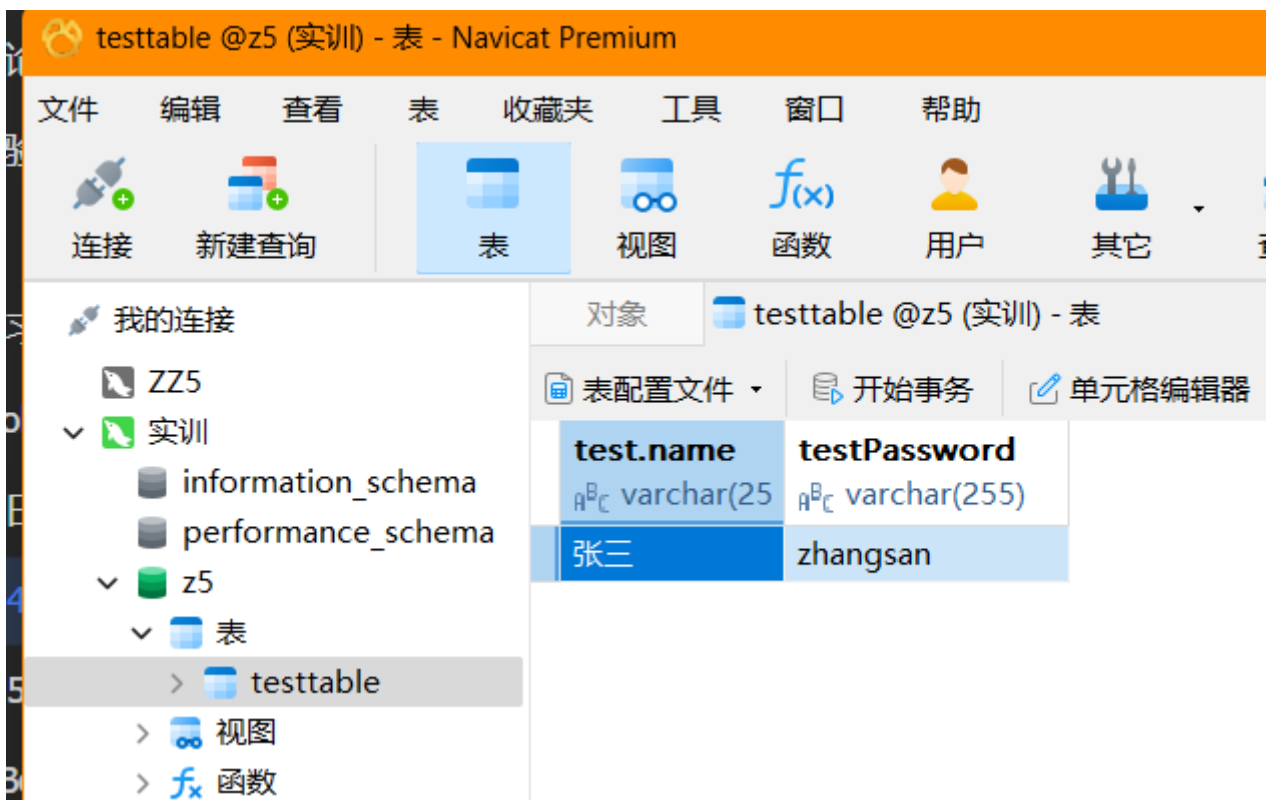 testtable @z5 (实训) - 表 - Navicat Premium
文件 编辑 查看 表 收藏夹 工具 窗口 帮助
连接 新建查询 表 视图 函数 用户 其它
我的连接
ZZ5
实训
information_schema
performance_schema
z5
表
testtable
视图
函数
对象 testtable @z5 (实训) - 表
表配置文件 开始事务 单元格编辑器
test.name testPassword
varchar(25 varchar(255)
张三 zhangsan